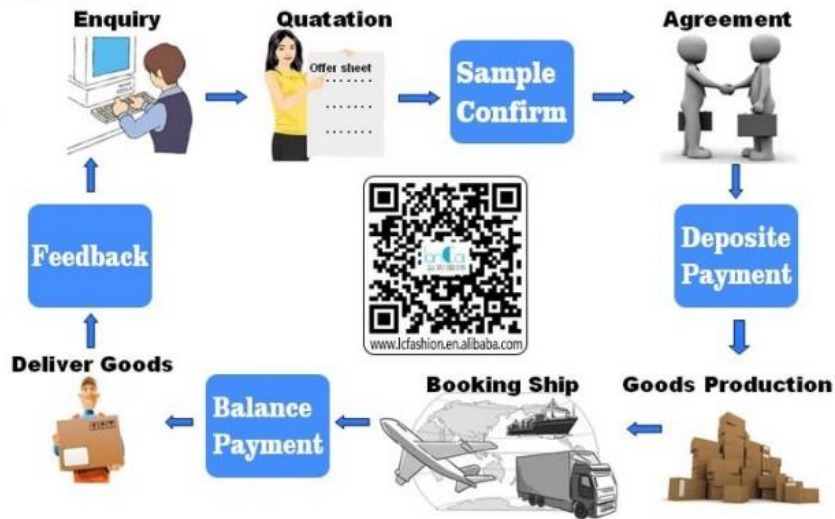 Enquiry
Quatation
Agreement
Offer sheet
Sample
Confirm
Feedback
Deposite
Payment
www.lcfashion.en.alibaba.com
Deliver Goods
Balance
Payment
Booking Ship
Goods Production